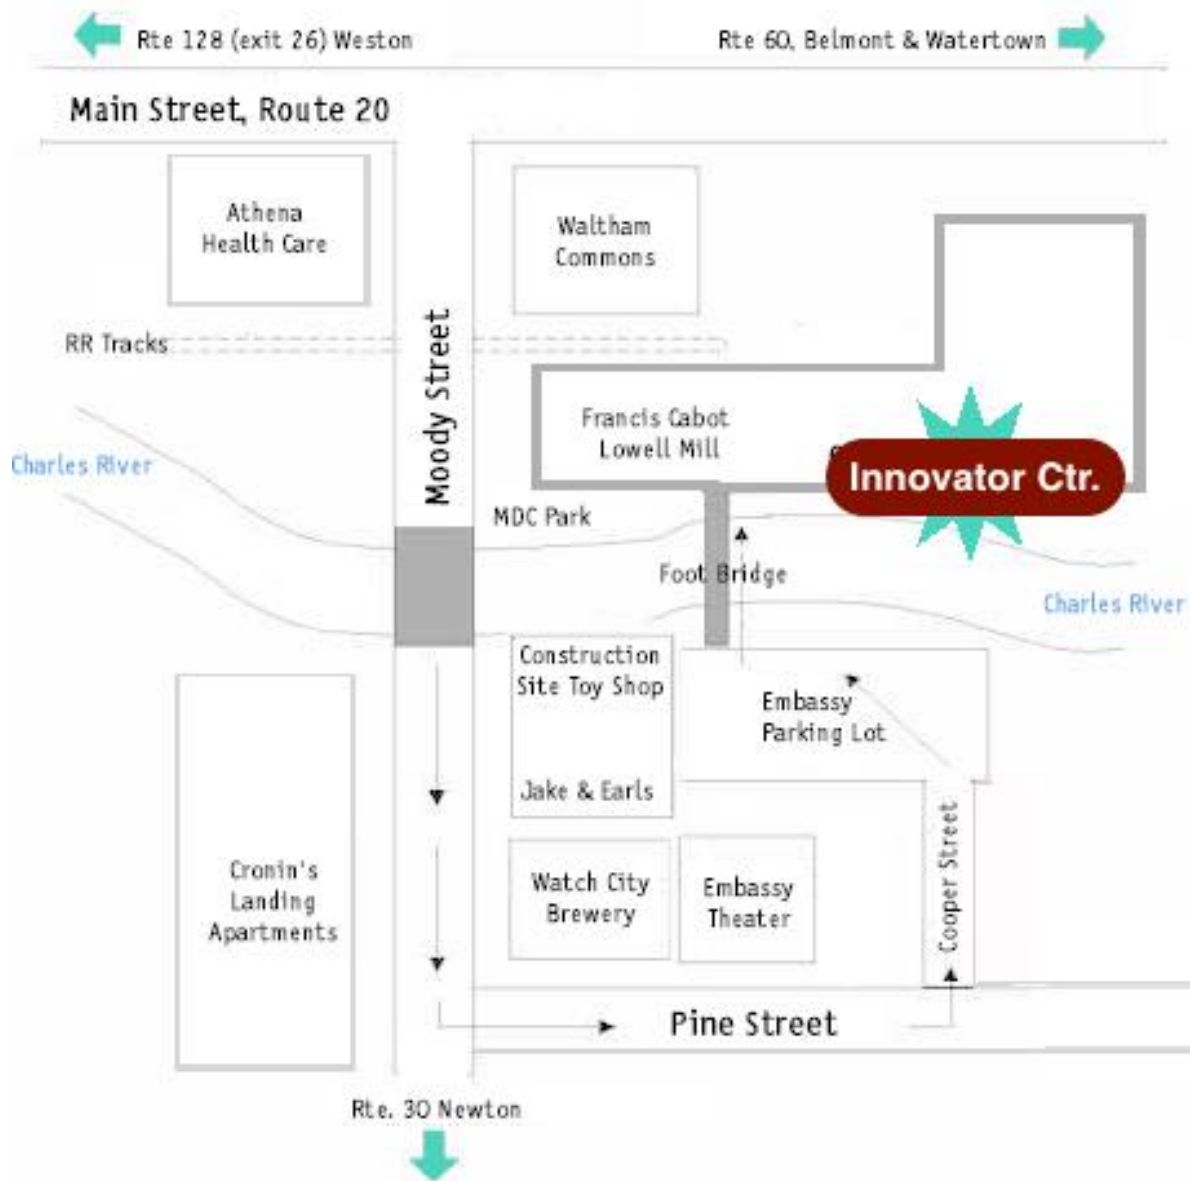 Rte 128 (exit 26) Weston
Rte 60, Belmont & Watertown
Main Street, Route 20
Athena
Health Care
Waltham
Commons
RR Tracks
Moody Street
Francis Cabot
Lowell Mill
Innovator Ctr.
Charles River
MDC Park
Foot Bridge
Charles River
Construction
Site Toy Shop
Embassy
Parking Lot
Jake & Earls
Cronin's
Landing
Apartments
Watch City
Brewery
Embassy
Theater
Cooper Street
Pine Street
Rte. 30 Newton